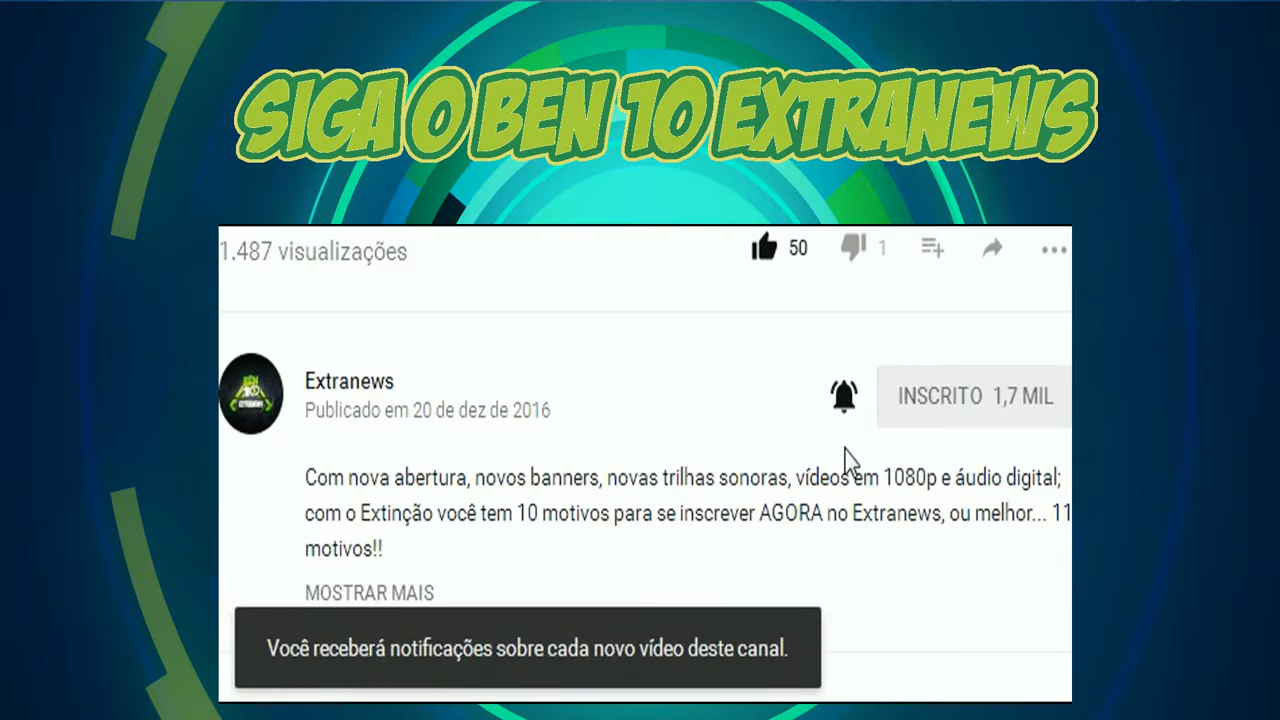 SIGA O BEN 10 EXTRANEWS
1.487 visualizações
50
1
Extranews
Publicado em 20 de dez de 2016
INSCRITO 1,7 MIL
Com nova abertura, novos banners, novas trilhas sonoras, vídeos em 1080p e áudio digital;
com o Extinção você tem 10 motivos para se inscrever AGORA no Extranews, ou melhor... 11
motivos!!
MOSTRAR MAIS
Você receberá notificações sobre cada novo vídeo deste canal.